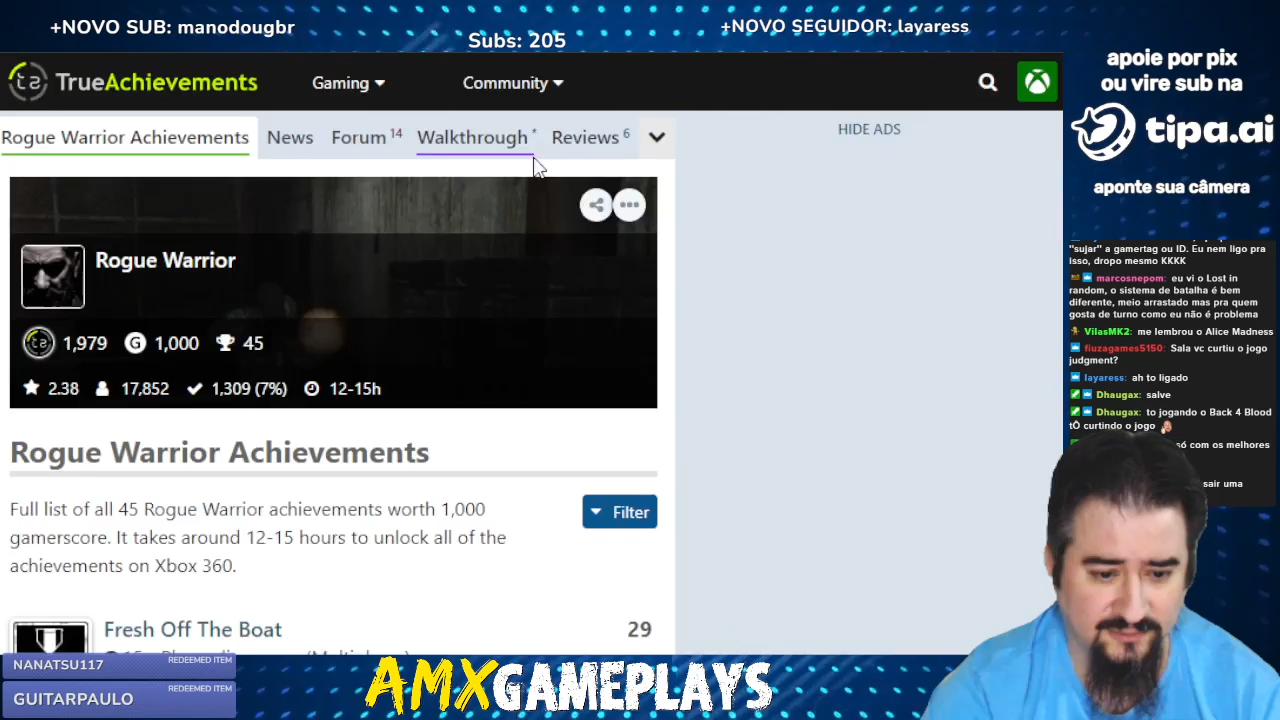 +NOVO SUB: manodougbr
Subs: 205
+NOVO SEGUIDOR: layaress
TrueAchievements
Gaming
Community
Rogue Warrior Achievements
News
Forum 14
Walkthrough *
Reviews 6
HIDE ADS
Rogue Warrior
1,979
G 1,000
45
2.38
17,852
1,309 (7%)
12-15h
Rogue Warrior Achievements
Full list of all 45 Rogue Warrior achievements worth 1,000
gamerscore. It takes around 12-15 hours to unlock all of the
achievements on Xbox 360.
Filter
Fresh Off The Boat
29
NANATSU117
REDEEMED ITEM
GUITARPAULO
REDEEMED ITEM
AMXGAMEPLAYS
apoie por pix
ou vire sub na
tipa.ai
aponte sua câmera
"sujar" a gamertag ou ID. Eu nem ligo pra
Isso, dropo mesmo KKKK
marcosnepom: eu vi o Lost in
random, o sistema de batalha é bem
diferente, meio arrastado mas pra quem
gosta de turno como eu não é problema
VilasMK2: me lembrou o Alice Madness
fiuzagames5150: Sala vc curtiu o jogo
judgment?
layaress: ah to ligado
Dhaugax: salve
Dhaugax: to jogando o Back 4 Blood
tÔ curtindo o jogo
só com os melhores
sair uma